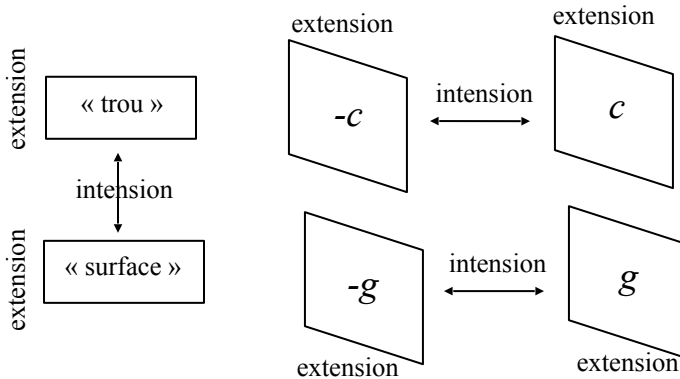 extension
« trou »
intension
extension
« surface »
extension
-c
intension
extension
c
-g
extension
intension
g
extension